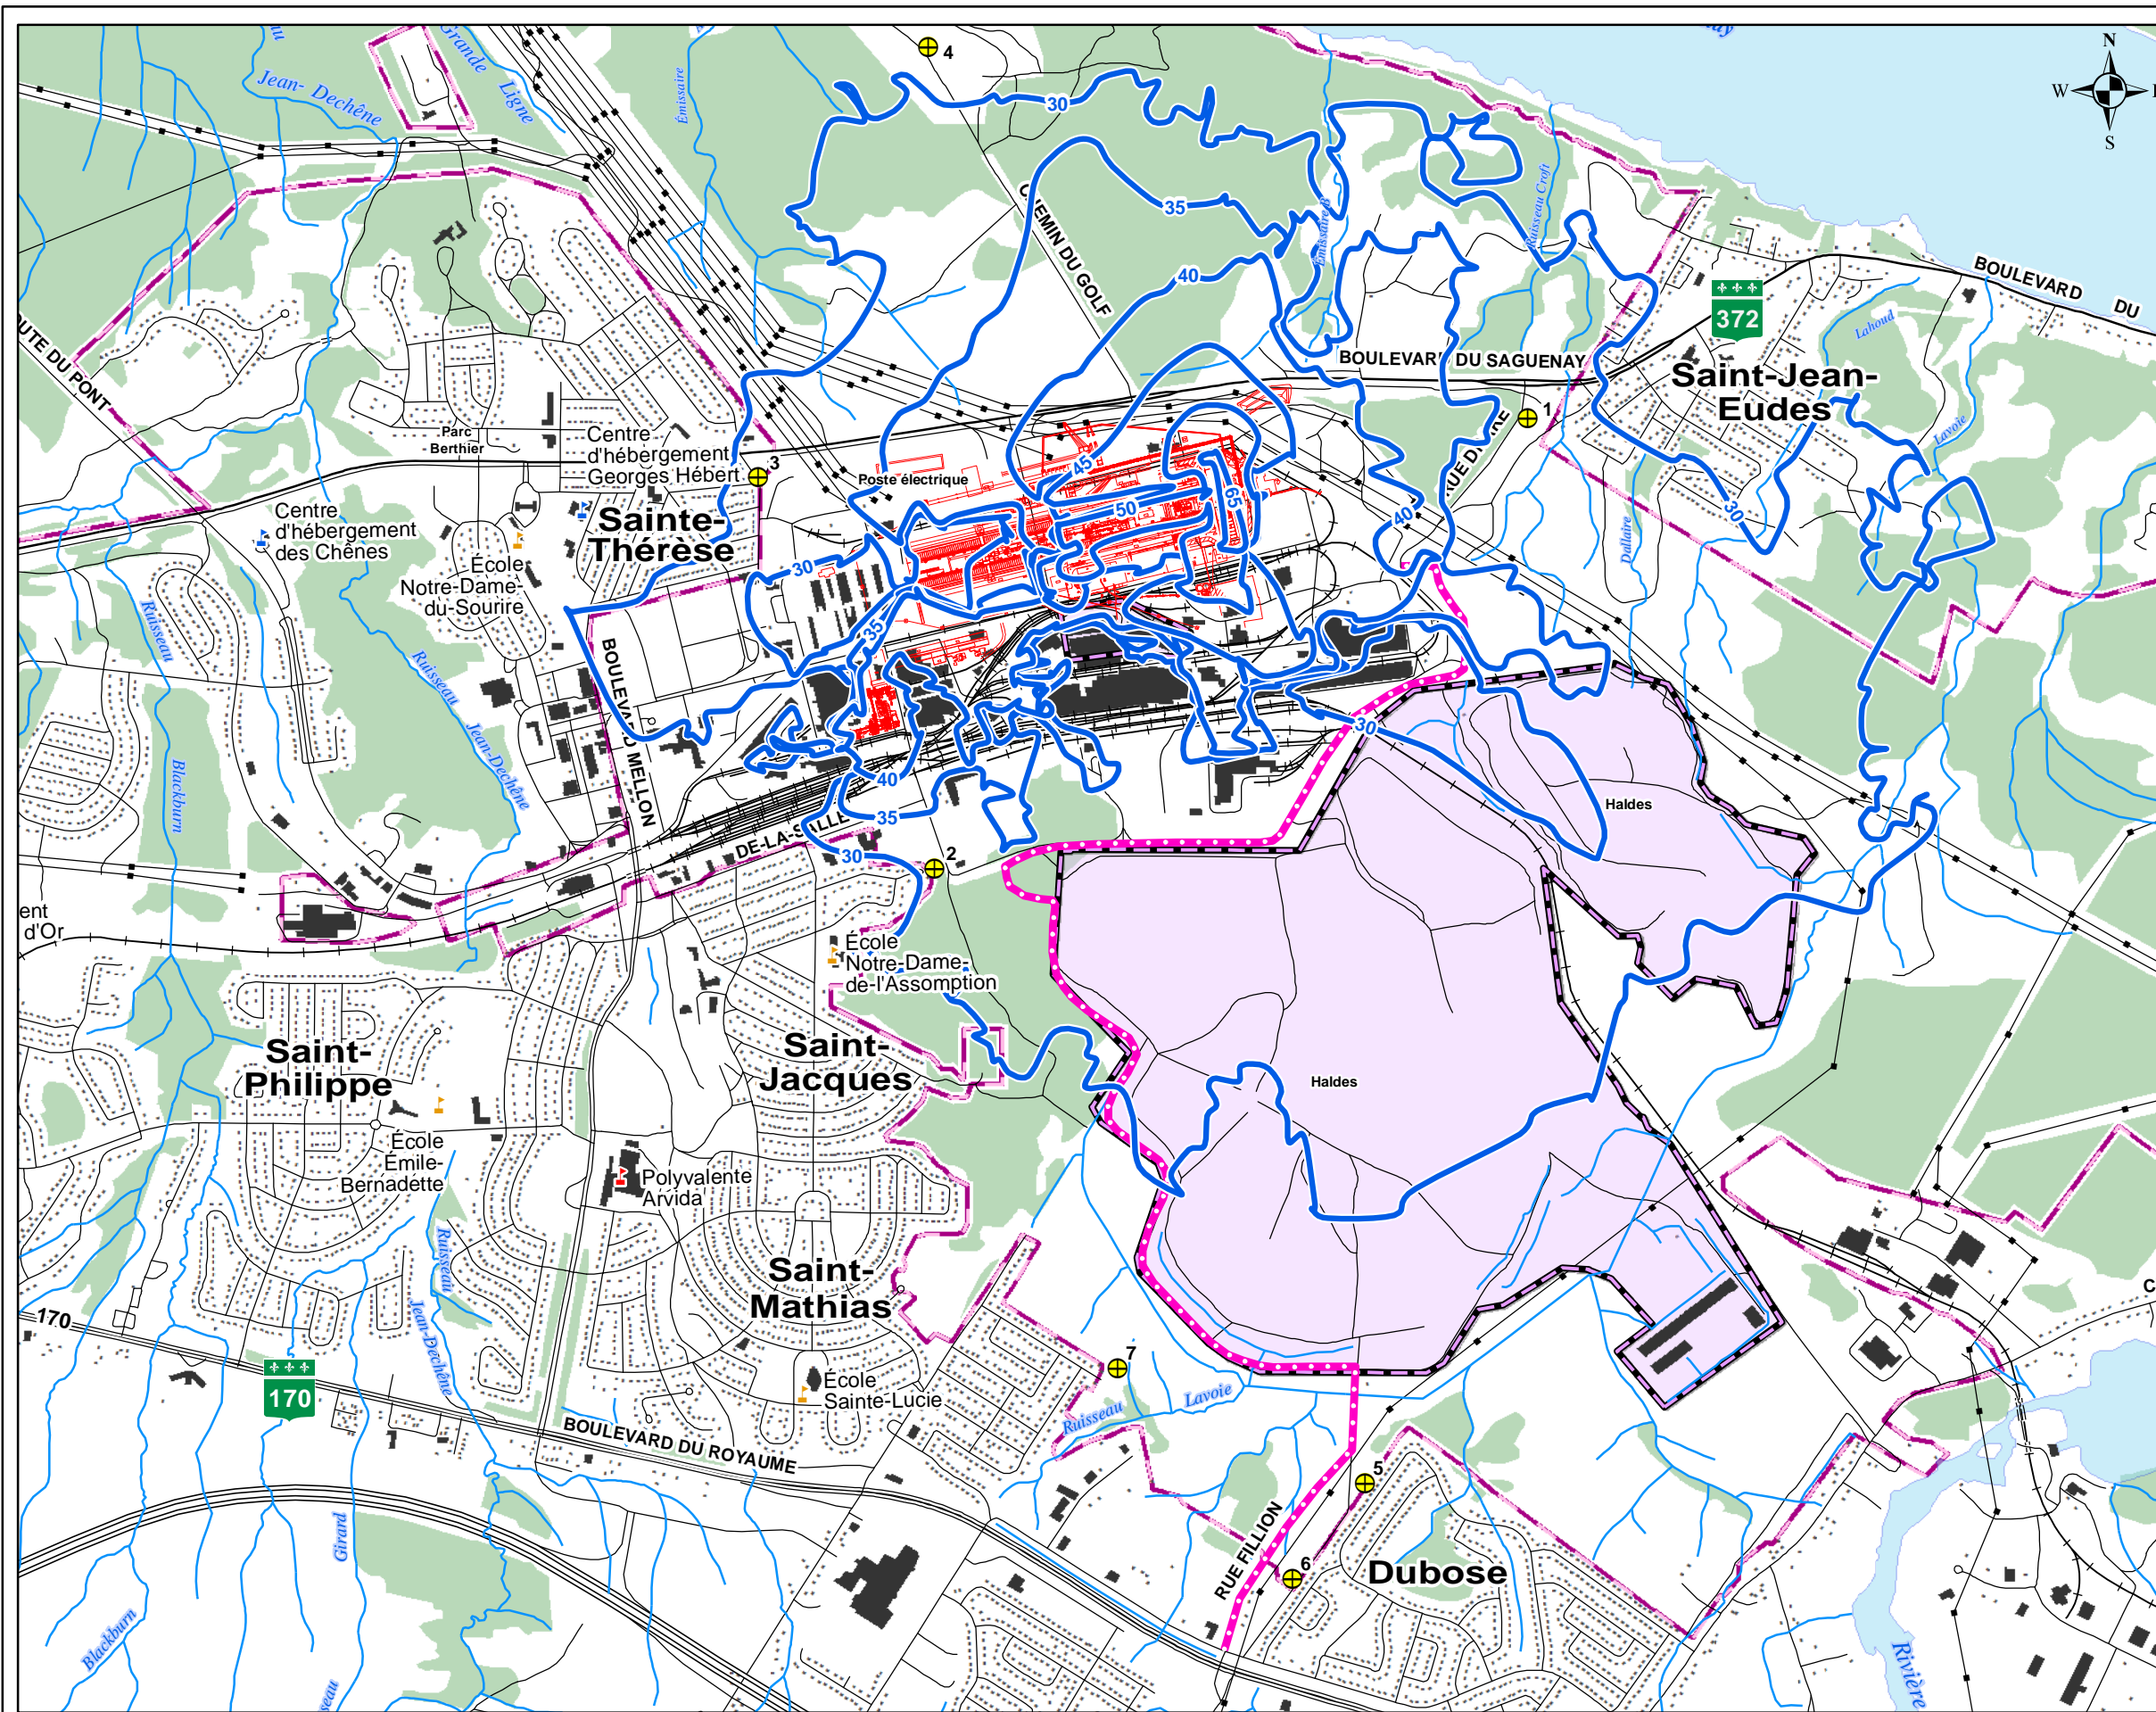 Grande
Ligne
Jean- Dechêne
Émissaire
4
N
W
S
30
CHEMIN DU GOLF
35
Émissaire B
Ruisseau Croft
40
BOULEVARD DU
372
Lahoud
BOULEVARD DU SAGUENAY
Saint-Jean-
Eudes
Lavoie
1
Parc
Berthier
Centre
d'hébergement
Georges Hébert
3
Poste électrique
45
50
65
40
30
Dallaire
Centre
d'hébergement
des Chênes
Sainte-
Thérèse
École
Notre-Dame-
du-Sourire
30
35
Ruisseau
Blackburn
Ruisseau
Jean-Dechêne
BOULEVARD MELLON
30
40
35
30
DE-LA-SALLE
2
Haldes
ent
d'Or
École
Notre-Dame-
de-l'Assomption
Saint-
Philippe
Saint-
Jacques
Haldes
École
Émile-
Bernadette
Polyvalente
Arvida
Ruisseau
Jean-Dechêne
Saint-
Mathias
170
170
7
École
Sainte-Lucie
Ruisseau
Lavoie
BOULEVARD DU ROYAUME
5
Girard
RUE FILLION
6
Dubose
Blackburn
Rivière